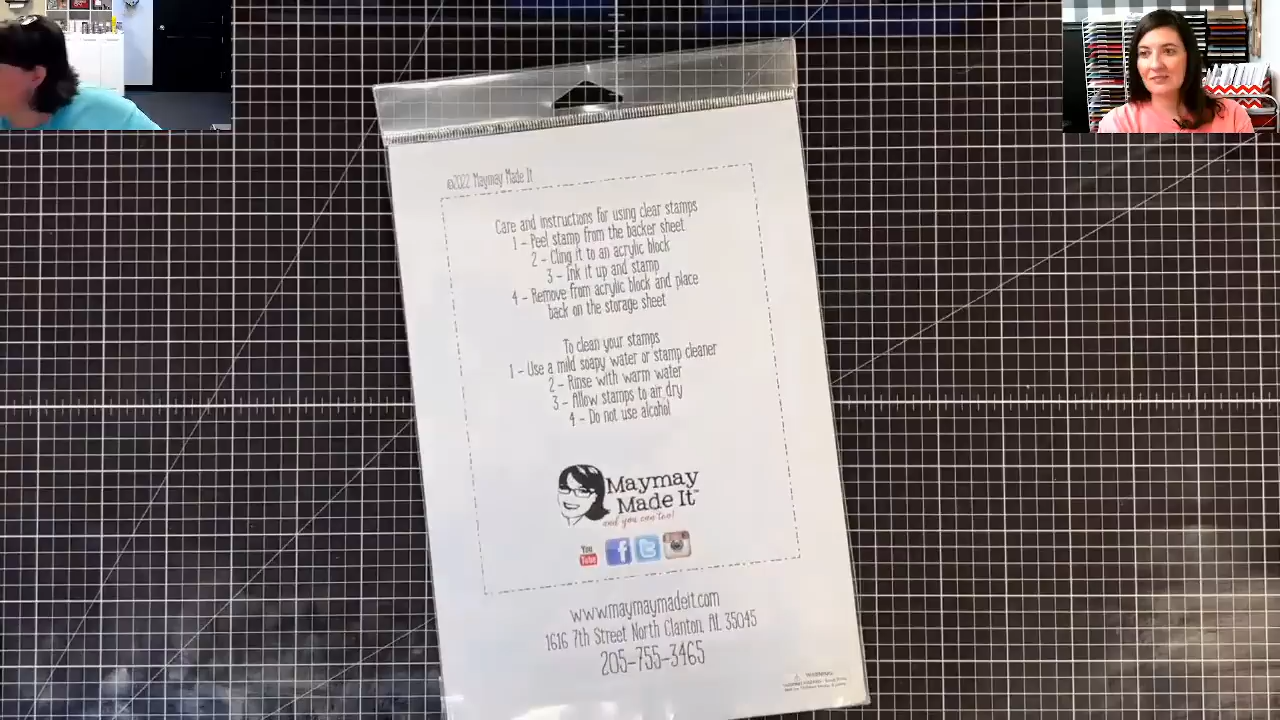 ©2022 Maymay Made It
Care and instructions for using clear stamps
1 - Peel stamp from the backer sheet
2 - Cling it to an acrylic block
3 - Ink it up and stamp
4 - Remove from acrylic block and place
back on the storage sheet
To clean your stamps
1 - Use a mild soapy water or stamp cleaner
2 - Rinse with warm water
3 - Allow stamps to air dry
4 - Do not use alcohol
Maymay
Made It™
and you can too!
You
Tube
f
t
www.maymaymadeit.com
1616 7th Street North Clanton, AL 35045
205-755-3465
WARNING: